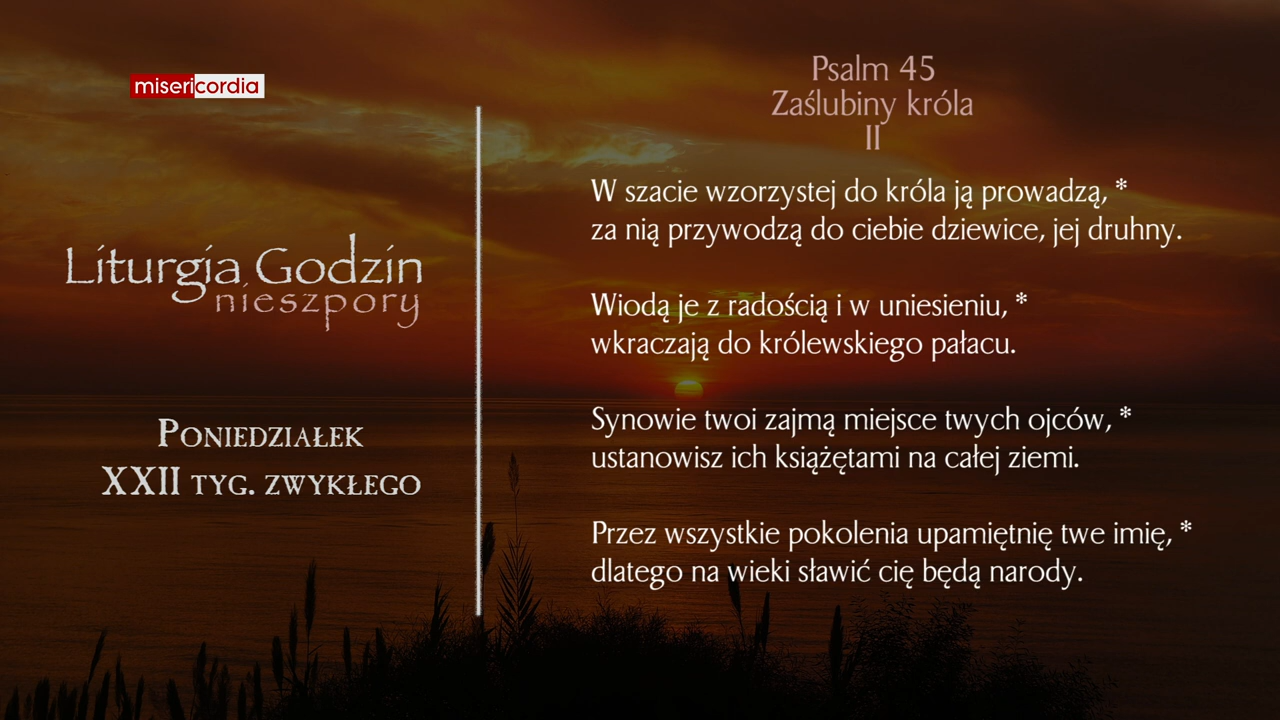 misericordia
Liturgia Godzin
nieszpory
Poniedziałek
XXII tyg. zwykłego
Psalm 45
Zaślubiny króla
II
W szacie wzorzystej do króla ją prowadzą, *
za nią przywodzą do ciebie dziewice, jej druhny.
Wiodą je z radością i w uniesieniu, *
wkraczają do królewskiego pałacu.
Synowie twoi zajmą miejsce twych ojców, *
ustanowisz ich książętami na całej ziemi.
Przez wszystkie pokolenia upamiętnię twe imię, *
dlatego na wieki sławić cię będą narody.